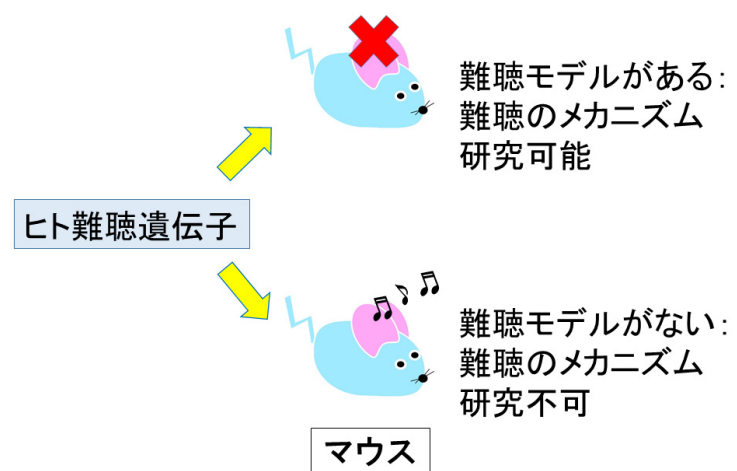 難聴モデルがある：
難聴のメカニズム
研究可能
ヒト難聴遺伝子
難聴モデルがない：
難聴のメカニズム
研究不可
マウス